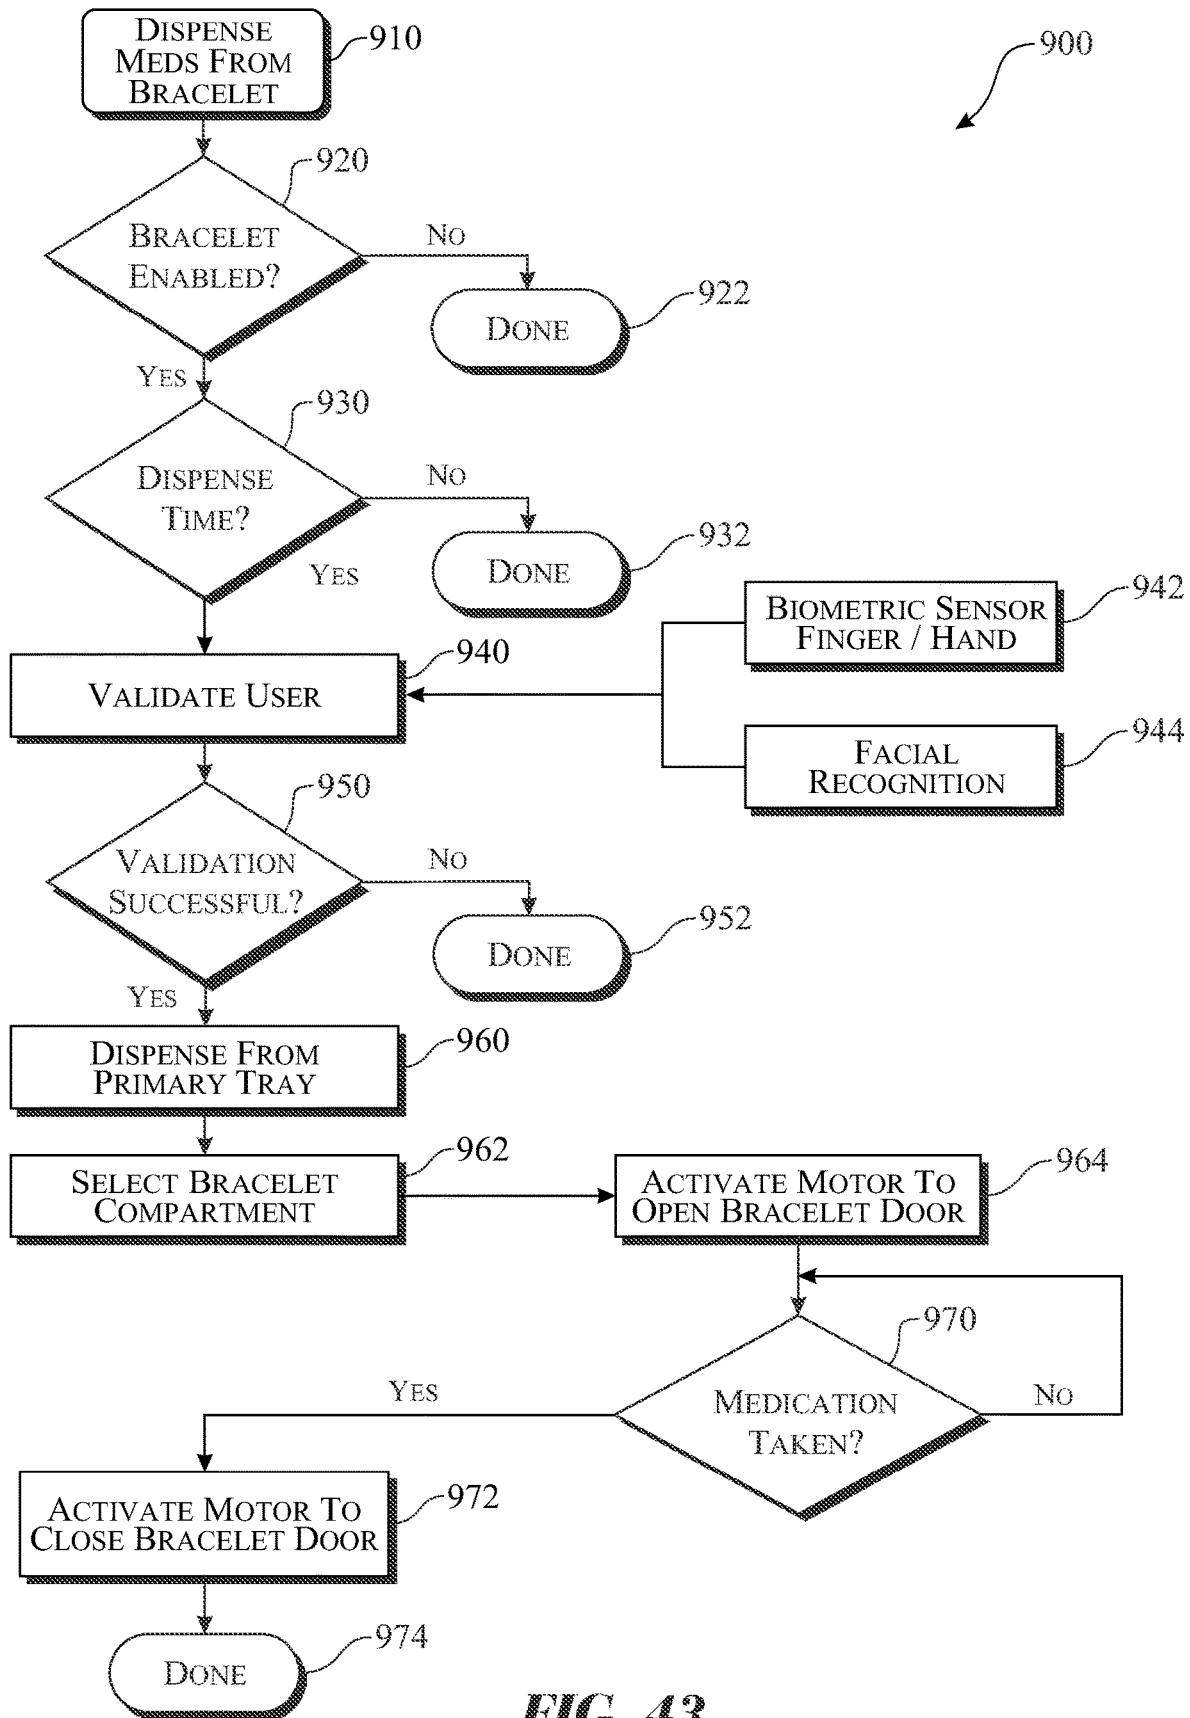 DISPENSE
MEDS FROM
BRACELET
910
900
920
BRACELET
ENABLED?
NO
922
DONE
YES
930
DISPENSE
TIME?
NO
932
DONE
YES
942
BIOMETRIC SENSOR
FINGER / HAND
940
VALIDATE USER
944
FACIAL
RECOGNITION
950
VALIDATION
SUCCESSFUL?
NO
952
DONE
YES
960
DISPENSE FROM
PRIMARY TRAY
962
SELECT BRACELET
COMPARTMENT
964
ACTIVATE MOTOR TO
OPEN BRACELET DOOR
970
MEDICATION
TAKEN?
NO
YES
972
ACTIVATE MOTOR TO
CLOSE BRACELET DOOR
974
DONE
FIG. 43